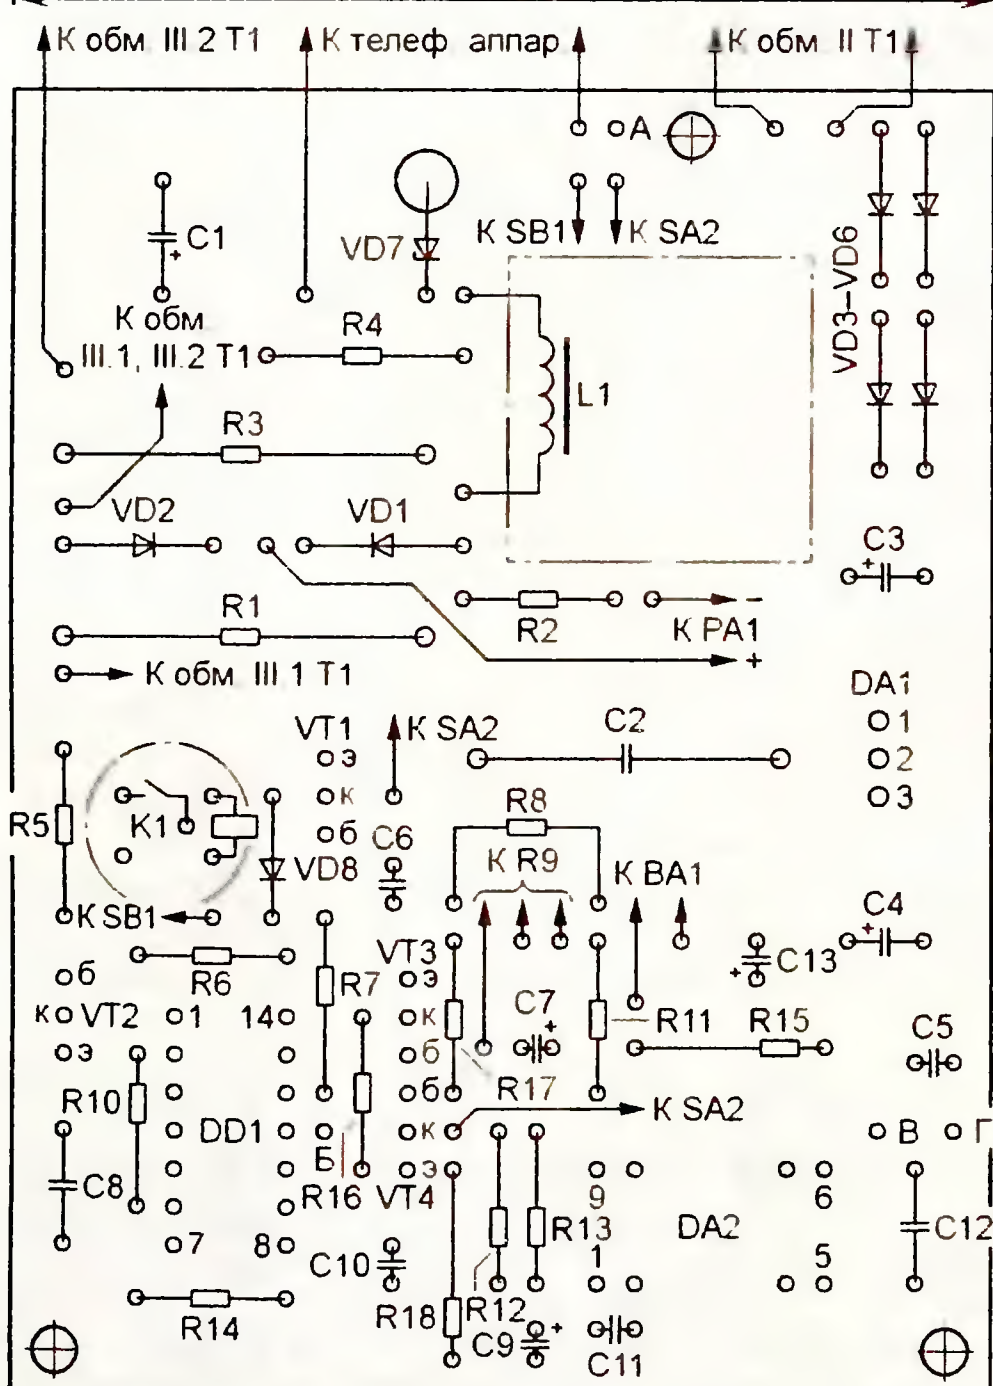 К обм. III.2 Т1
К телеф. аппар.
К обм. II Т1
А
C1
+
VD7
К SB1
К SA2
VD3–VD6
К обм.
III.1, III.2 Т1
R4
L1
R3
VD2
VD1
C3
+
R1
R2
–
К PA1
+
К обм. III.1 Т1
DA1
1
2
3
VT1
э
к
б
К SA2
C2
R5
K1
VD8
C6
R8
К R9
К BA1
К SB1
C4
+
R6
R7
VT3
э
к
б
C7
+
R11
C13
+
R15
C5
б
к VT2
э
1
14
R10
DD1
R17
К SA2
б
к
э
VT4
Б
R16
В
Г
C8
7
8
9
1
R13
DA2
6
5
C12
C10
R14
R18
R12
C9
+
C11